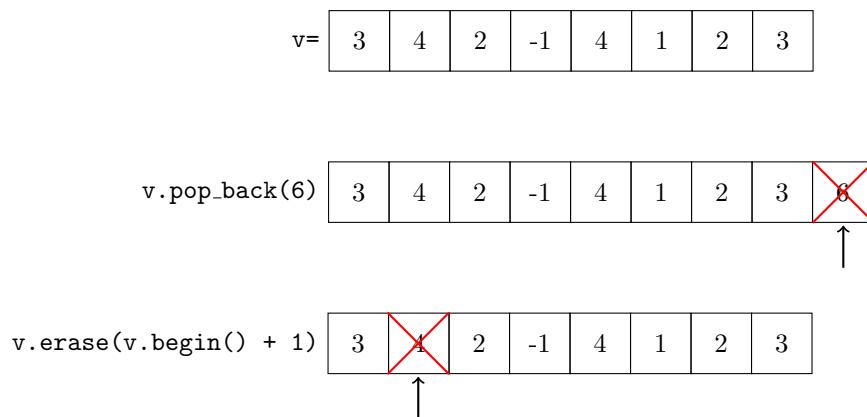 v= 3 4 2 -1 4 1 2 3
v.pop_back(6) 3 4 2 -1 4 1 2 3 6
v.erase(v.begin() + 1) 3 4 2 -1 4 1 2 3